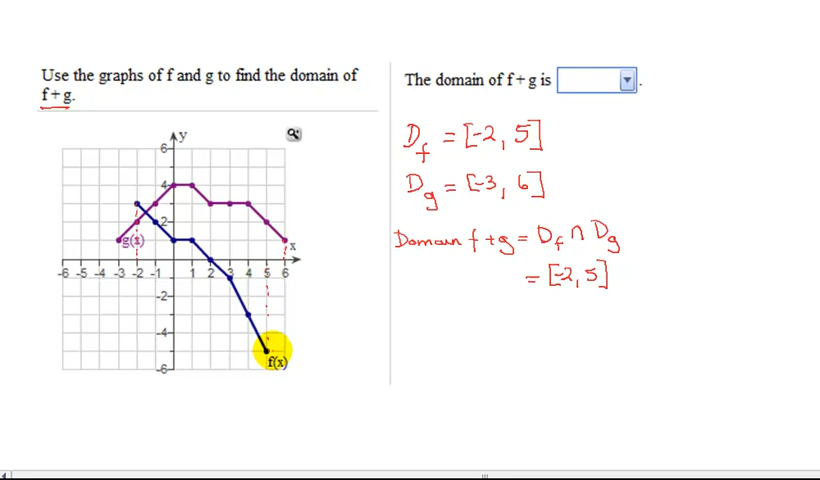 Use the graphs of f and g to find the domain of
f+g.
The domain of f+g is .
D_f = [-2, 5]
D_g = [-3, 6]
Domain f+g = D_f ∩ D_g
= [-2, 5]
y
6
4
2
g(x)
x
-6 -5 -4 -3 -2 -1 1 2 3 4 5 6
-2
-4
-6
f(x)